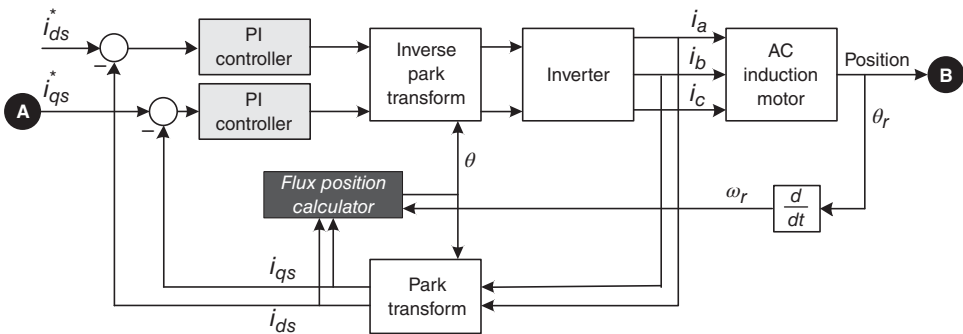 i*ds
A
i*qs
−
−
PI
controller
PI
controller
Inverse
park
transform
Inverter
ia
ib
ic
AC
induction
motor
Position
B
θr
θ
Flux position
calculator
ωr
d
dt
iqs
ids
Park
transform